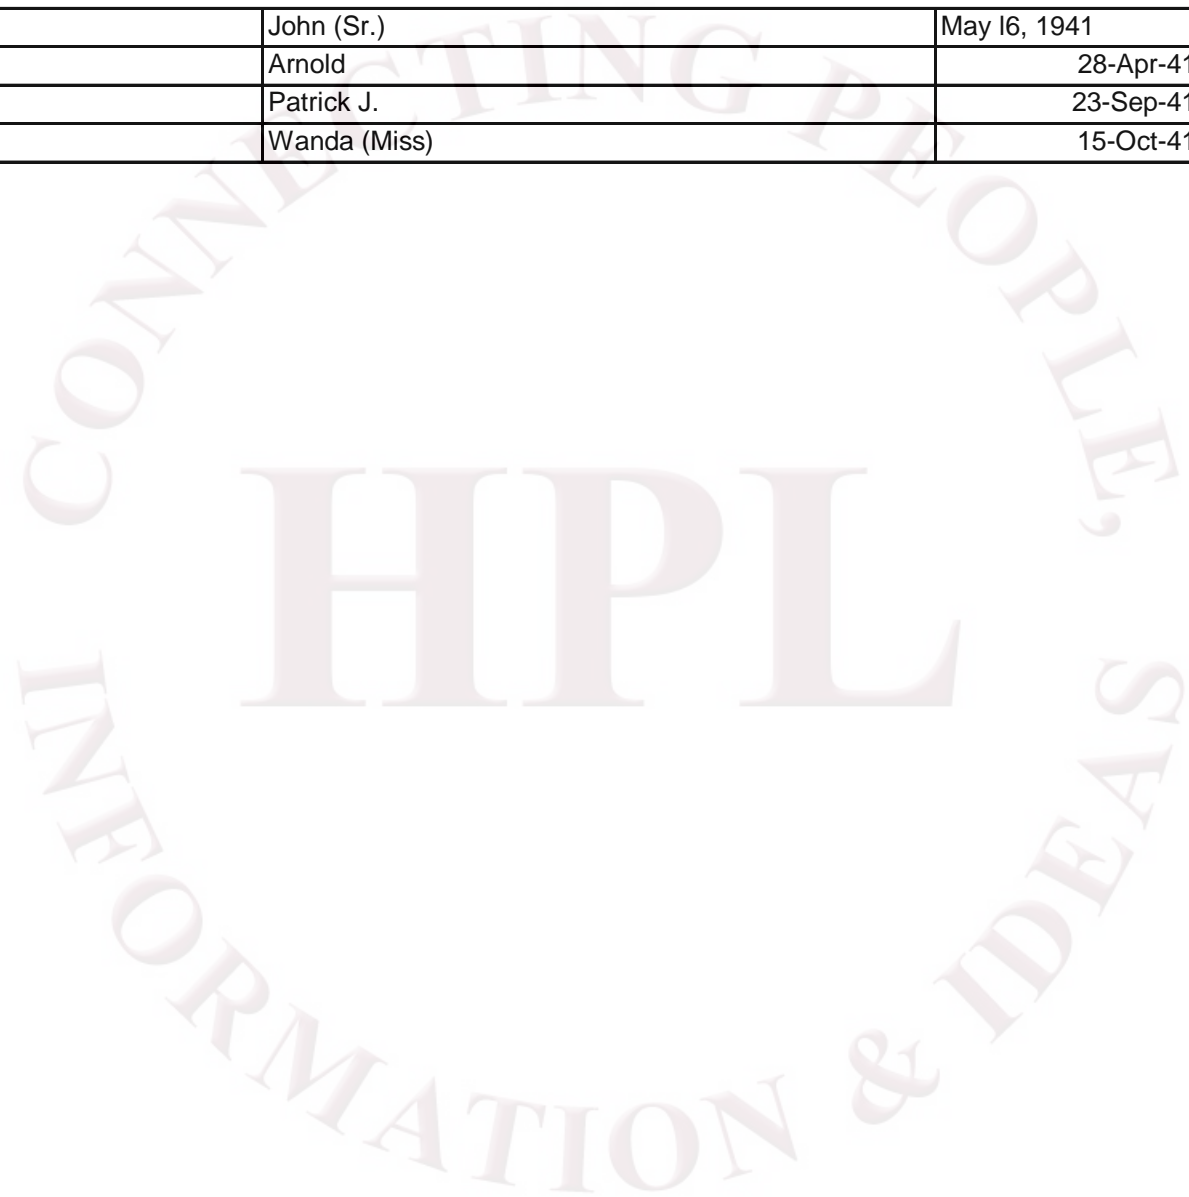 John (Sr.) May I6, 1941
Arnold 28-Apr-41
Patrick J. 23-Sep-41
Wanda (Miss) 15-Oct-41
CONNECTING PEOPLE,
HPL
INFORMATION & IDEAS